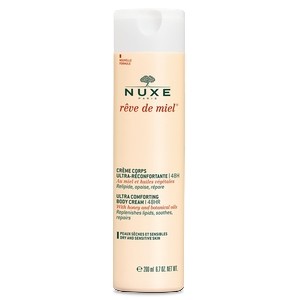 NOUVELLE
FORMULE
NUXE
PARIS
rêve de miel®
CRÈME CORPS
ULTRA-RÉCONFORTANTE | 48H
Au miel et huiles végétales
Relipide, apaise, répare
ULTRA COMFORTING
BODY CREAM | 48HR
With honey and botanical oils
Replenishes lipids, soothes,
repairs
PEAUX SÈCHES ET SENSIBLES
DRY AND SENSITIVE SKIN
℮ 200 ml 6.7 OZ. NET WT.